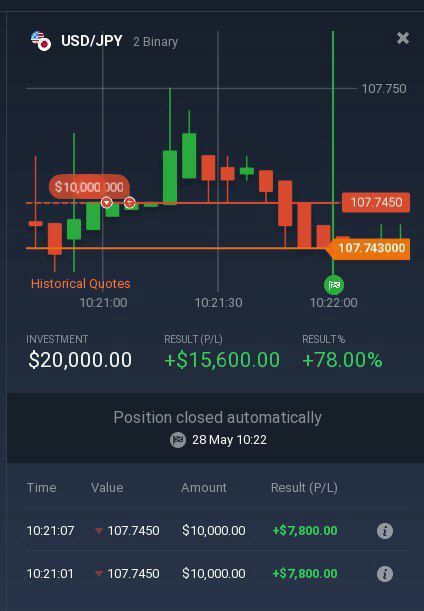 USD/JPY 2 Binary
107.750
$10,000
107.7450
107.743000
Historical Quotes
10:21:00 10:21:30 10:22:00
INVESTMENT RESULT (P/L) RESULT%
$20,000.00 +$15,600.00 +78.00%
Position closed automatically
28 May 10:22
Time Value Amount Result (P/L)
10:21:07 107.7450 $10,000.00 +$7,800.00
10:21:01 107.7450 $10,000.00 +$7,800.00